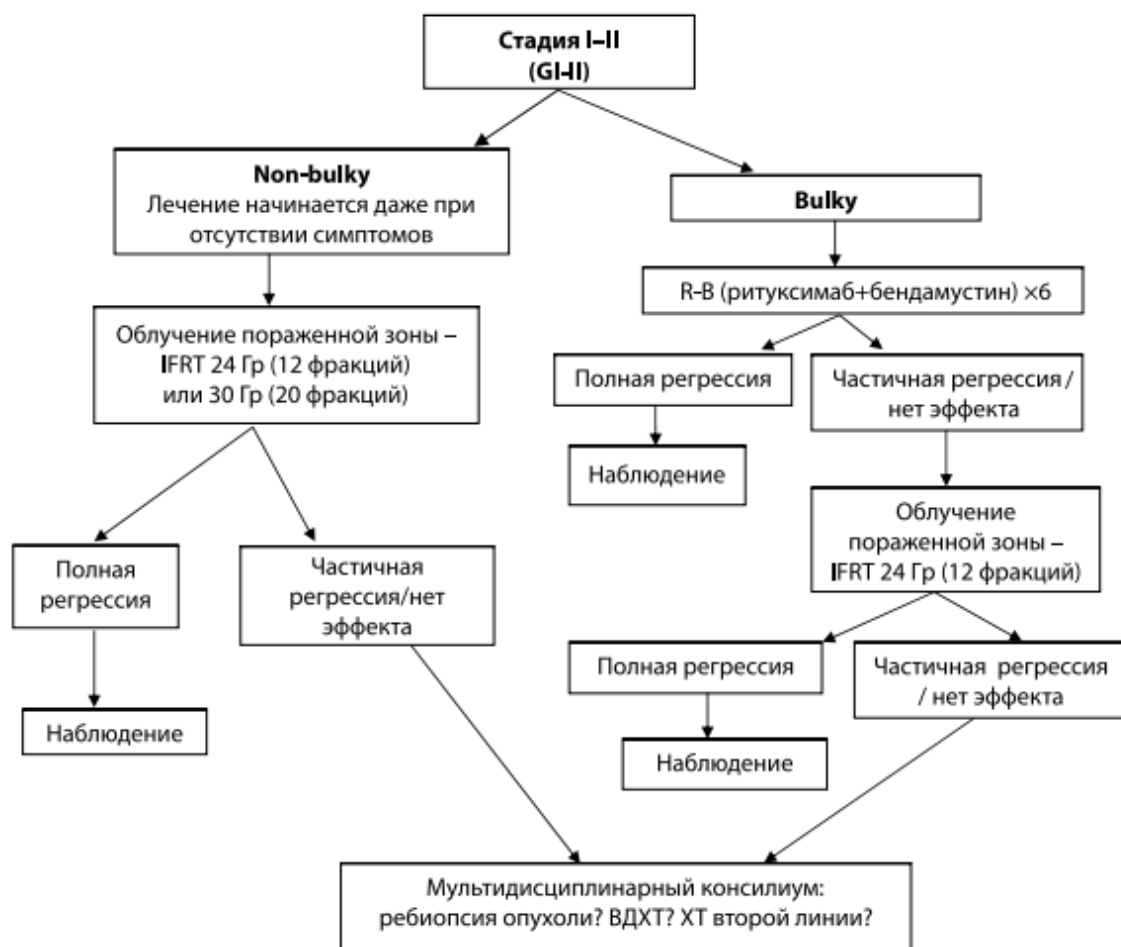 Стадия I–II
(GI-II)
Non-bulky
Лечение начинается даже при
отсутствии симптомов
Облучение пораженной зоны –
IFRT 24 Гр (12 фракций)
или 30 Гр (20 фракций)
Полная
регрессия
Наблюдение
Частичная
регрессия/нет
эффекта
Bulky
R-B (ритуксимаб+бендамустин) ×6
Полная регрессия
Наблюдение
Частичная регрессия /
нет эффекта
Облучение
пораженной зоны –
IFRT 24 Гр (12 фракций)
Полная регрессия
Наблюдение
Частичная регрессия
/ нет эффекта
Мультидисциплинарный консилиум:
ребиопсия опухоли? ВДХТ? ХТ второй линии?